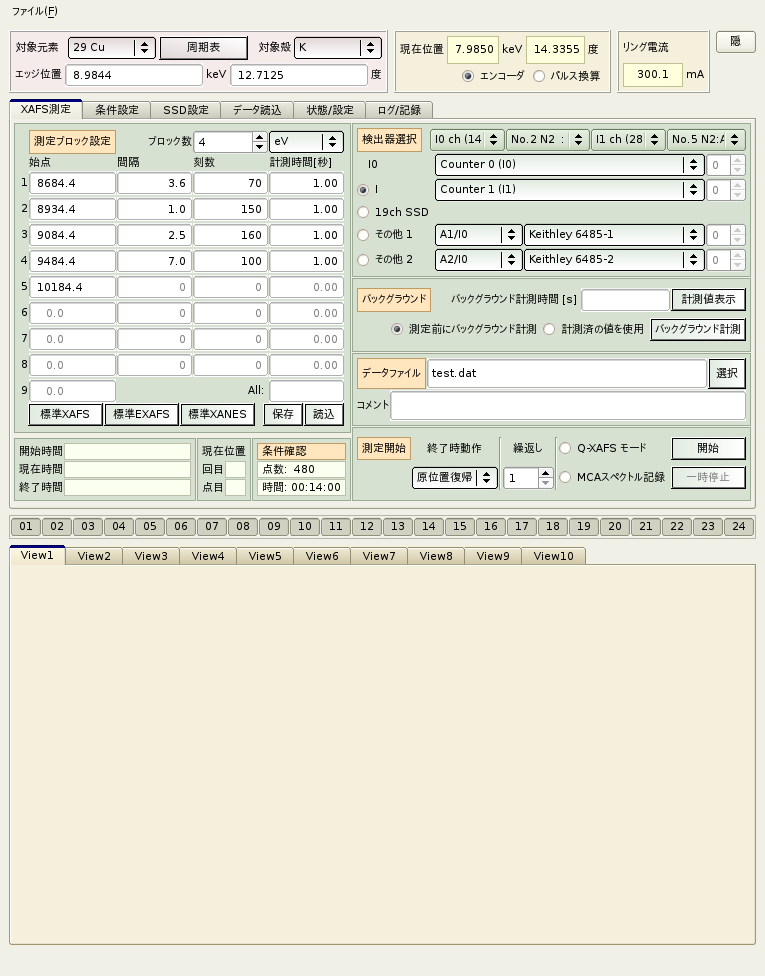 ファイル(F)
対象元素 29 Cu 周期表 対象殻 K
エッジ位置 8.9844 keV 12.7125 度
現在位置 7.9850 keV 14.3355 度
エンコーダ パルス換算
リング電流
300.1 mA
隠
XAFS測定 条件設定 SSD設定 データ読込 状態/設定 ログ/記録
測定ブロック設定 ブロック数 4 eV
始点 間隔 刻数 計測時間[秒]
1 8684.4 3.6 70 1.00
2 8934.4 1.0 150 1.00
3 9084.4 2.5 160 1.00
4 9484.4 7.0 100 1.00
5 10184.4 0 0 0.00
6 0.0 0 0 0.00
7 0.0 0 0 0.00
8 0.0 0 0 0.00
9 0.0 All:
標準XAFS 標準EXAFS 標準XANES 保存 読込
開始時間
現在時間
終了時間
現在位置
回目
点目
条件確認
点数: 480
時間: 00:14:00
検出器選択 I0 ch (14 No.2 N2 : I1 ch (28 No.5 N2:A
I0 Counter 0 (I0) 0
I Counter 1 (I1) 0
19ch SSD
その他 1 A1/I0 Keithley 6485-1 0
その他 2 A2/I0 Keithley 6485-2 0
バックグラウンド バックグラウンド計測時間 [s] 計測値表示
測定前にバックグラウンド計測 計測済の値を使用 バックグラウンド計測
データファイル test.dat 選択
コメント
測定開始 終了時動作 繰返し Q-XAFS モード 開始
原位置復帰 1 MCAスペクトル記録 一時停止
01 02 03 04 05 06 07 08 09 10 11 12 13 14 15 16 17 18 19 20 21 22 23 24
View1 View2 View3 View4 View5 View6 View7 View8 View9 View10